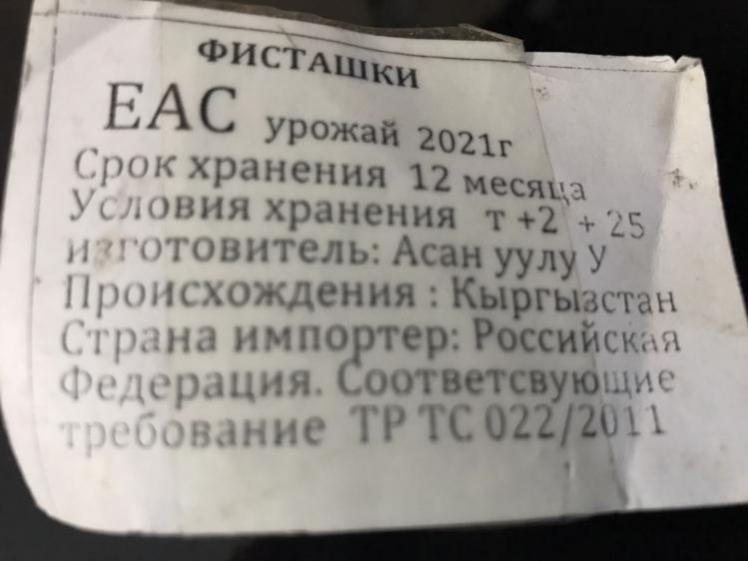 ФИСТАШКИ
ЕАС урожай 2021г
Срок хранения 12 месяца
Условия хранения т +2 + 25
изготовитель: Асан уулу У
Происхождения : Кыргызстан
Страна импортер: Российская
Федерация. Соответсвующие
требование ТР ТС 022/2011